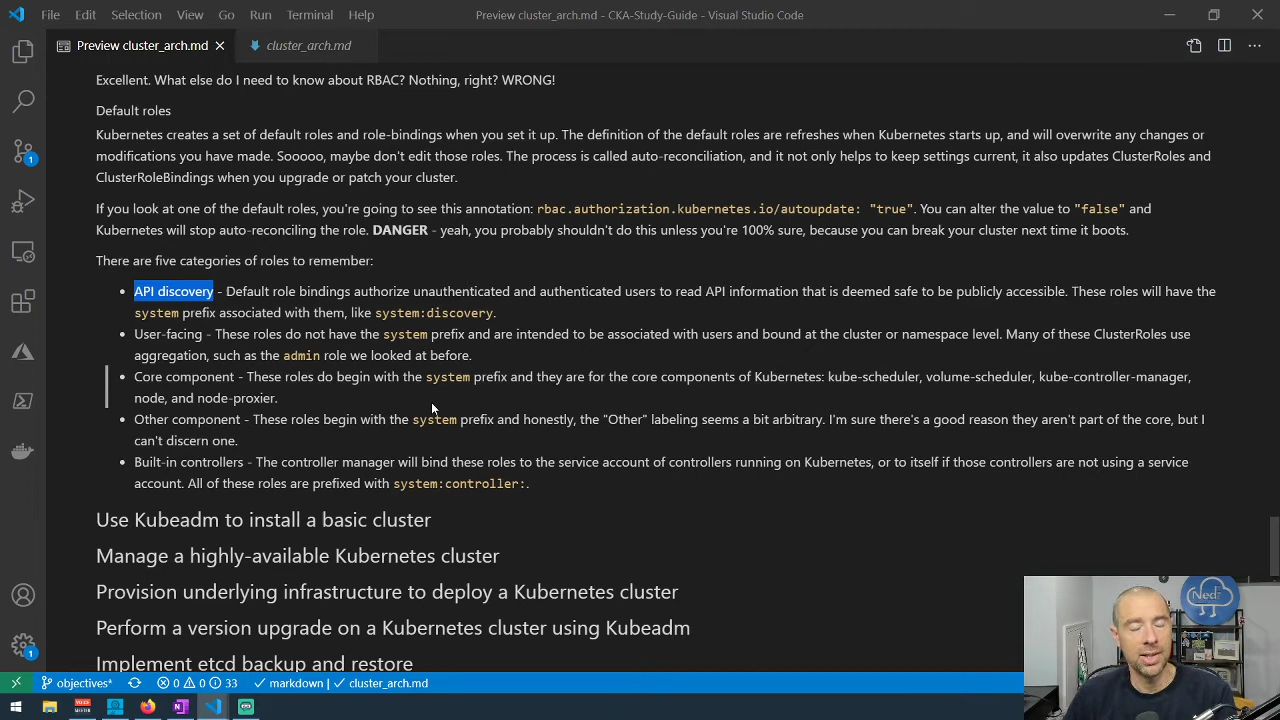 File Edit Selection View Go Run Terminal Help Preview cluster_arch.md - CKA-Study-Guide - Visual Studio Code
Preview cluster_arch.md cluster_arch.md
Excellent. What else do I need to know about RBAC? Nothing, right? WRONG!
Default roles
Kubernetes creates a set of default roles and role-bindings when you set it up. The definition of the default roles are refreshes when Kubernetes starts up, and will overwrite any changes or
modifications you have made. Sooooo, maybe don't edit those roles. The process is called auto-reconciliation, and it not only helps to keep settings current, it also updates ClusterRoles and
ClusterRoleBindings when you upgrade or patch your cluster.
If you look at one of the default roles, you're going to see this annotation: rbac.authorization.kubernetes.io/autoupdate: "true". You can alter the value to "false" and
Kubernetes will stop auto-reconciling the role. DANGER - yeah, you probably shouldn't do this unless you're 100% sure, because you can break your cluster next time it boots.
There are five categories of roles to remember:
• API discovery - Default role bindings authorize unauthenticated and authenticated users to read API information that is deemed safe to be publicly accessible. These roles will have the
system prefix associated with them, like system:discovery.
• User-facing - These roles do not have the system prefix and are intended to be associated with users and bound at the cluster or namespace level. Many of these ClusterRoles use
aggregation, such as the admin role we looked at before.
• Core component - These roles do begin with the system prefix and they are for the core components of Kubernetes: kube-scheduler, volume-scheduler, kube-controller-manager,
node, and node-proxier.
• Other component - These roles begin with the system prefix and honestly, the "Other" labeling seems a bit arbitrary. I'm sure there's a good reason they aren't part of the core, but I
can't discern one.
• Built-in controllers - The controller manager will bind these roles to the service account of controllers running on Kubernetes, or to itself if those controllers are not using a service
account. All of these roles are prefixed with system:controller:.
Use Kubeadm to install a basic cluster
Manage a highly-available Kubernetes cluster
Provision underlying infrastructure to deploy a Kubernetes cluster
Perform a version upgrade on a Kubernetes cluster using Kubeadm
Implement etcd backup and restore
1
1
objectives* 0 0 33 markdown | cluster_arch.md